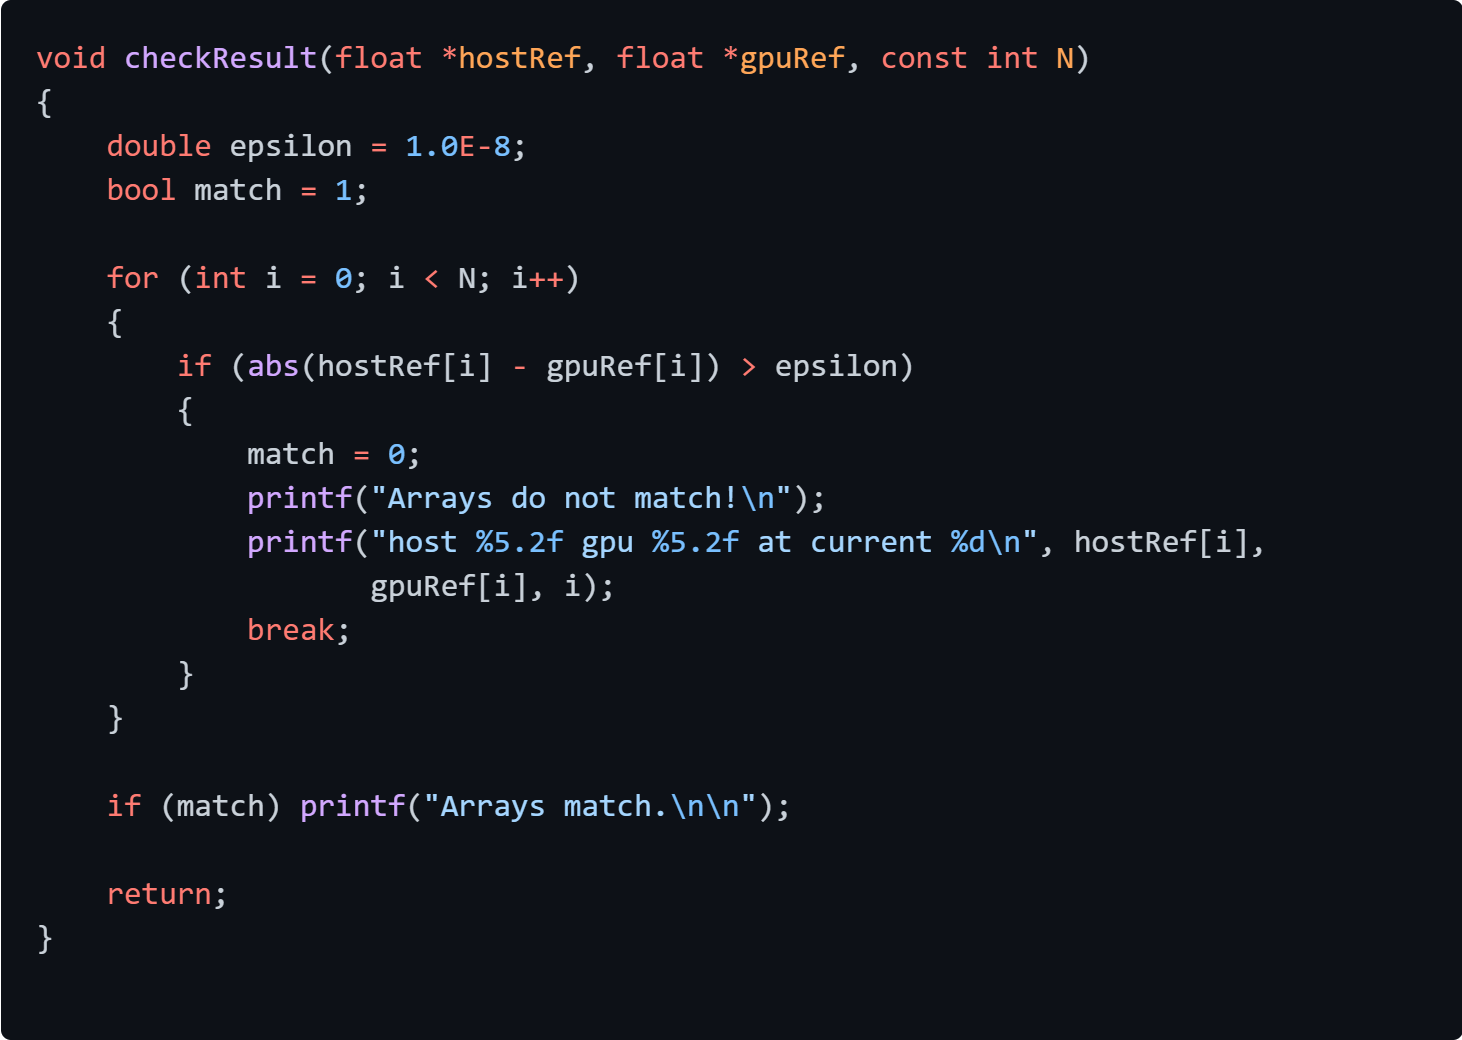 void checkResult(float *hostRef, float *gpuRef, const int N)
{
    double epsilon = 1.0E-8;
    bool match = 1;

    for (int i = 0; i < N; i++)
    {
        if (abs(hostRef[i] - gpuRef[i]) > epsilon)
        {
            match = 0;
            printf("Arrays do not match!\n");
            printf("host %5.2f gpu %5.2f at current %d\n", hostRef[i],
                   gpuRef[i], i);
            break;
        }
    }

    if (match) printf("Arrays match.\n\n");

    return;
}